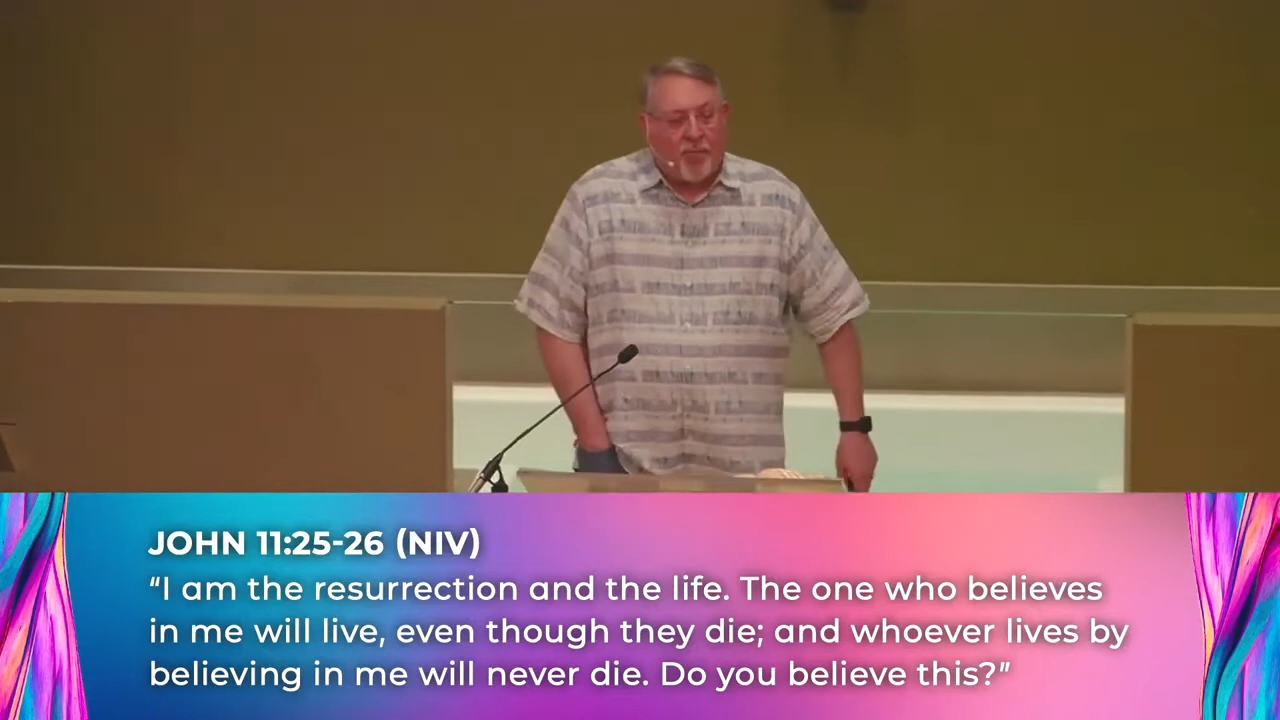 JOHN 11:25-26 (NIV)
“I am the resurrection and the life. The one who believes
in me will live, even though they die; and whoever lives by
believing in me will never die. Do you believe this?”